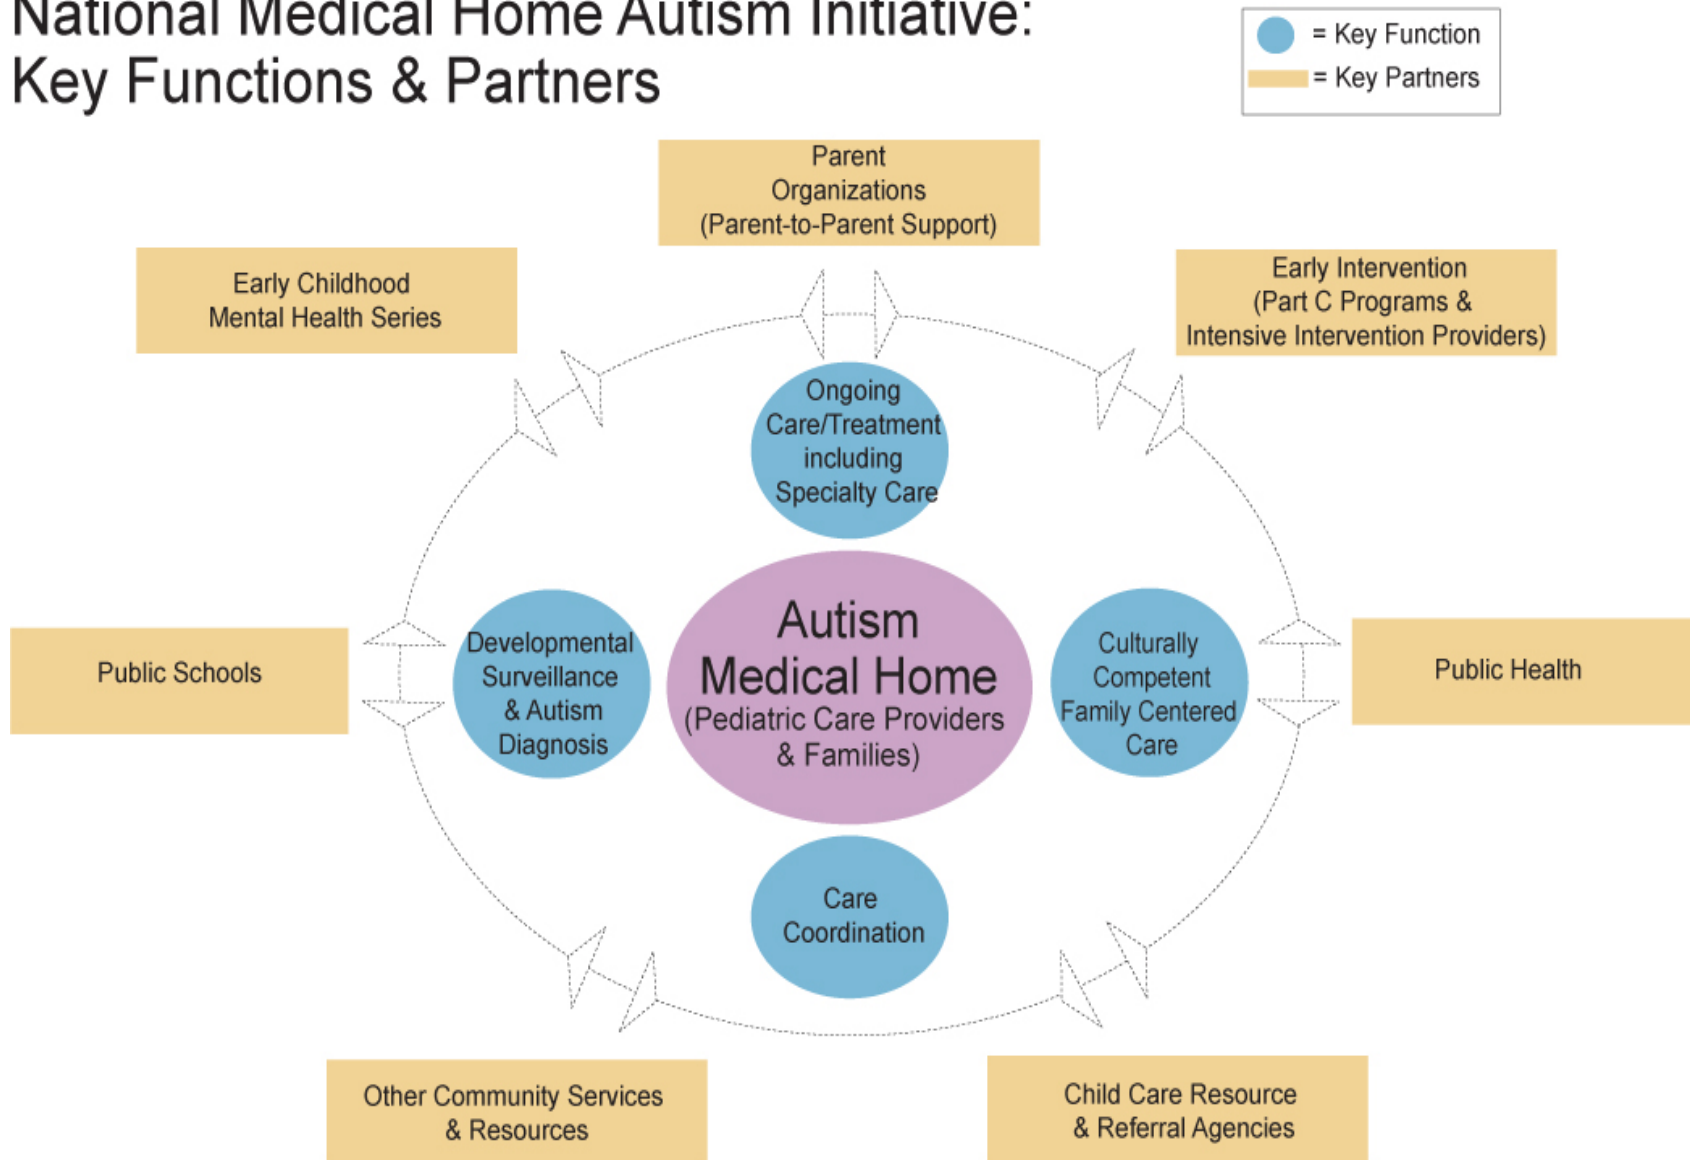 National Medical Home Autism Initiative:
Key Functions & Partners
= Key Function
= Key Partners
Parent
Organizations
(Parent-to-Parent Support)
Early Childhood
Mental Health Series
Early Intervention
(Part C Programs &
Intensive Intervention Providers)
Ongoing
Care/Treatment
including
Specialty Care
Public Schools
Developmental
Surveillance
& Autism
Diagnosis
Autism
Medical Home
(Pediatric Care Providers
& Families)
Culturally
Competent
Family Centered
Care
Public Health
Care
Coordination
Other Community Services
& Resources
Child Care Resource
& Referral Agencies